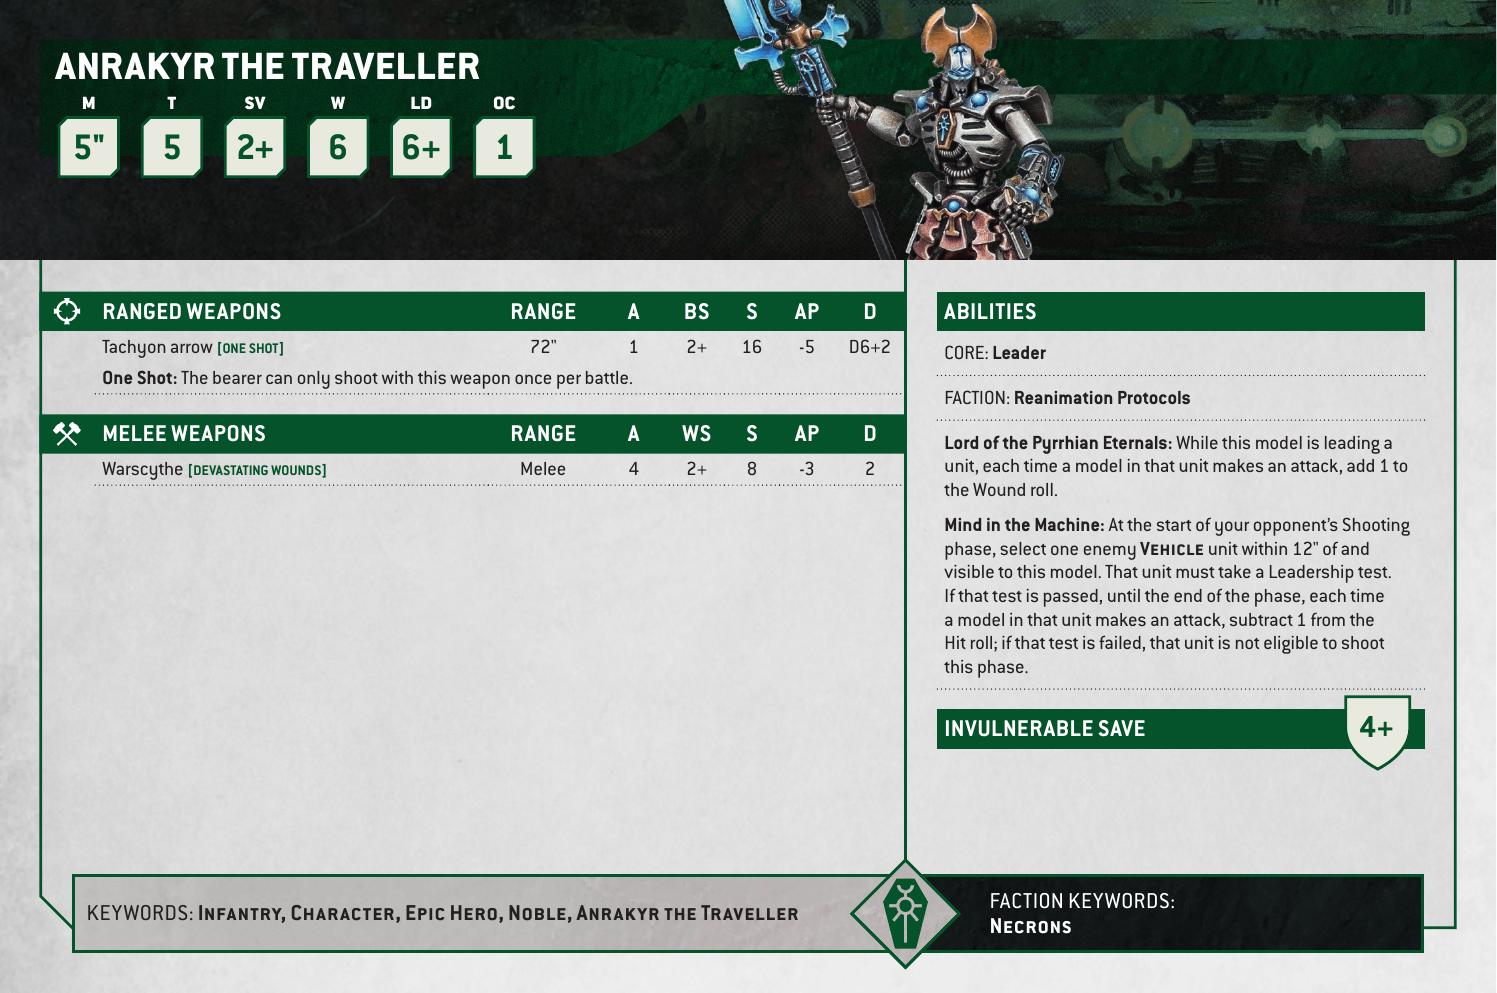 ANRAKYR THE TRAVELLER
M T SV W LD OC
5" 5 2+ 6 6+ 1
RANGED WEAPONS RANGE A BS S AP D
Tachyon arrow [ONE SHOT] 72" 1 2+ 16 -5 D6+2
One Shot: The bearer can only shoot with this weapon once per battle.
MELEE WEAPONS RANGE A WS S AP D
Warscythe [DEVASTATING WOUNDS] Melee 4 2+ 8 -3 2
ABILITIES
CORE: Leader
FACTION: Reanimation Protocols
Lord of the Pyrrhian Eternals: While this model is leading a
unit, each time a model in that unit makes an attack, add 1 to
the Wound roll.
Mind in the Machine: At the start of your opponent’s Shooting
phase, select one enemy VEHICLE unit within 12" of and
visible to this model. That unit must take a Leadership test.
If that test is passed, until the end of the phase, each time
a model in that unit makes an attack, subtract 1 from the
Hit roll; if that test is failed, that unit is not eligible to shoot
this phase.
INVULNERABLE SAVE 4+
KEYWORDS: INFANTRY, CHARACTER, EPIC HERO, NOBLE, ANRAKYR THE TRAVELLER
FACTION KEYWORDS:
NECRONS